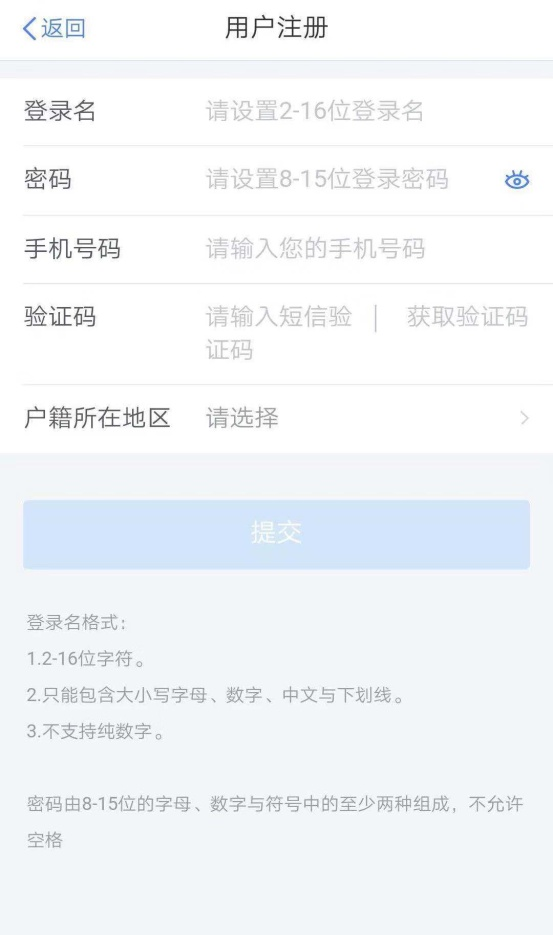 返回 用户注册
登录名 请设置2-16位登录名
密码 请设置8-15位登录密码
手机号码 请输入您的手机号码
验证码 请输入短信验 获取验证码
证码
户籍所在地区 请选择
提交
登录名格式：
1.2-16位字符。
2.只能包含大小写字母、数字、中文与下划线。
3.不支持纯数字。
密码由8-15位的字母、数字与符号中的至少两种组成，不允许
空格